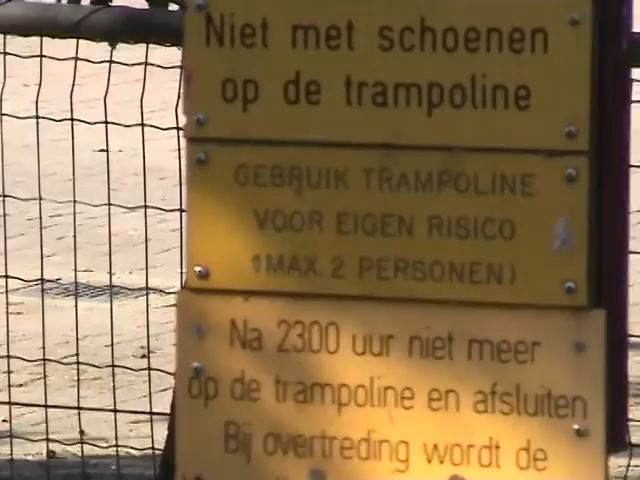 Niet met schoenen
op de trampoline
GEBRUIK TRAMPOLINE
VOOR EIGEN RISICO
(MAX. 2 PERSONEN)
Na 2300 uur niet meer
op de trampoline en afsluiten
Bij overtreding wordt de